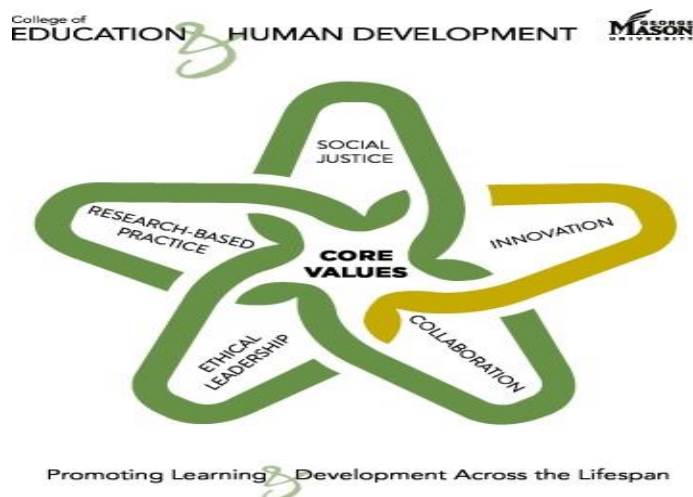 College of
EDUCATION & HUMAN DEVELOPMENT
GEORGE
MASON
UNIVERSITY
SOCIAL
JUSTICE
RESEARCH-BASED
PRACTICE
INNOVATION
CORE
VALUES
ETHICAL
LEADERSHIP
COLLABORATION
Promoting Learning & Development Across the Lifespan